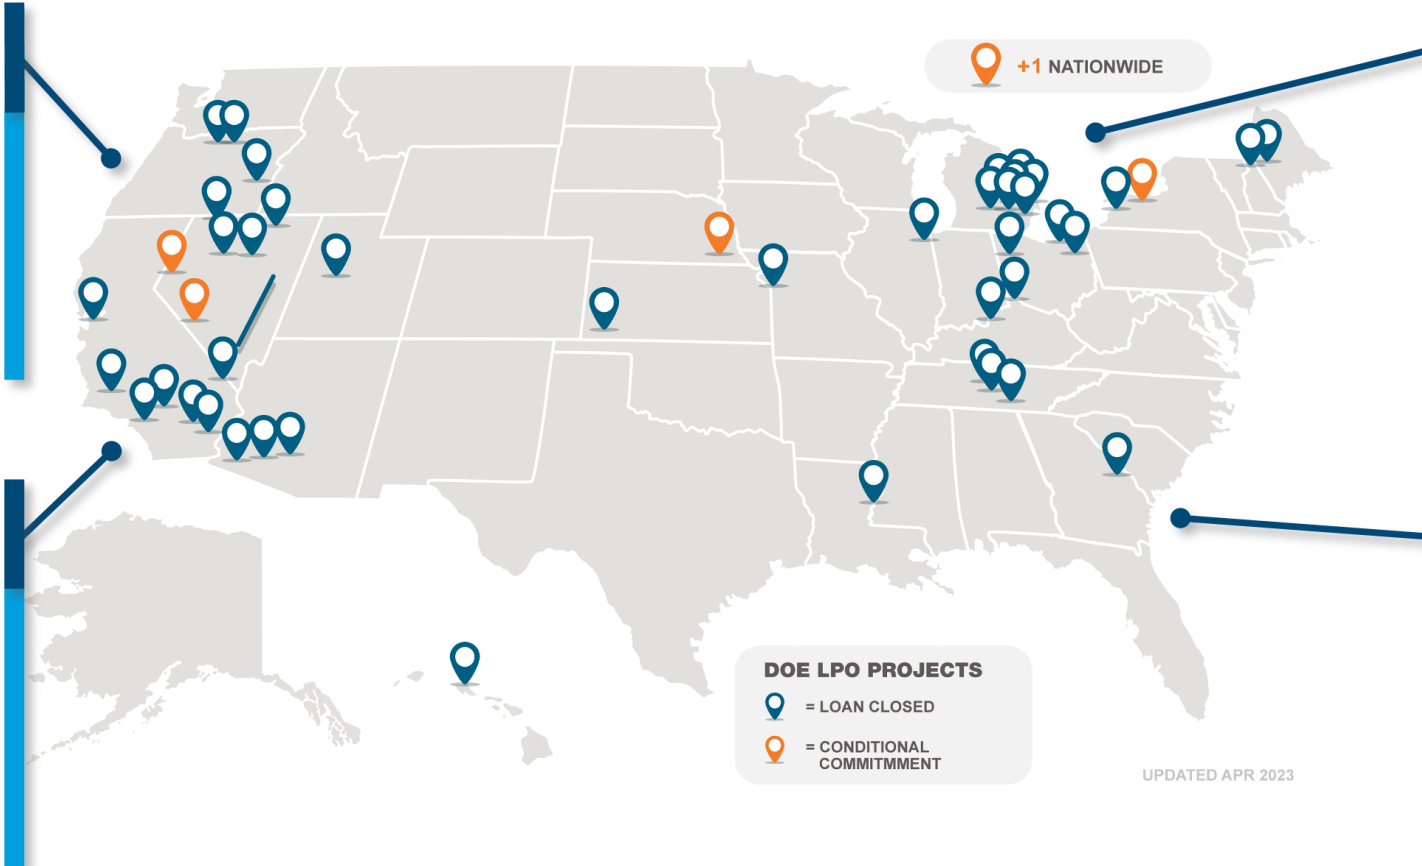 +1 NATIONWIDE
DOE LPO PROJECTS
= LOAN CLOSED
= CONDITIONAL
COMMITMMENT
UPDATED APR 2023